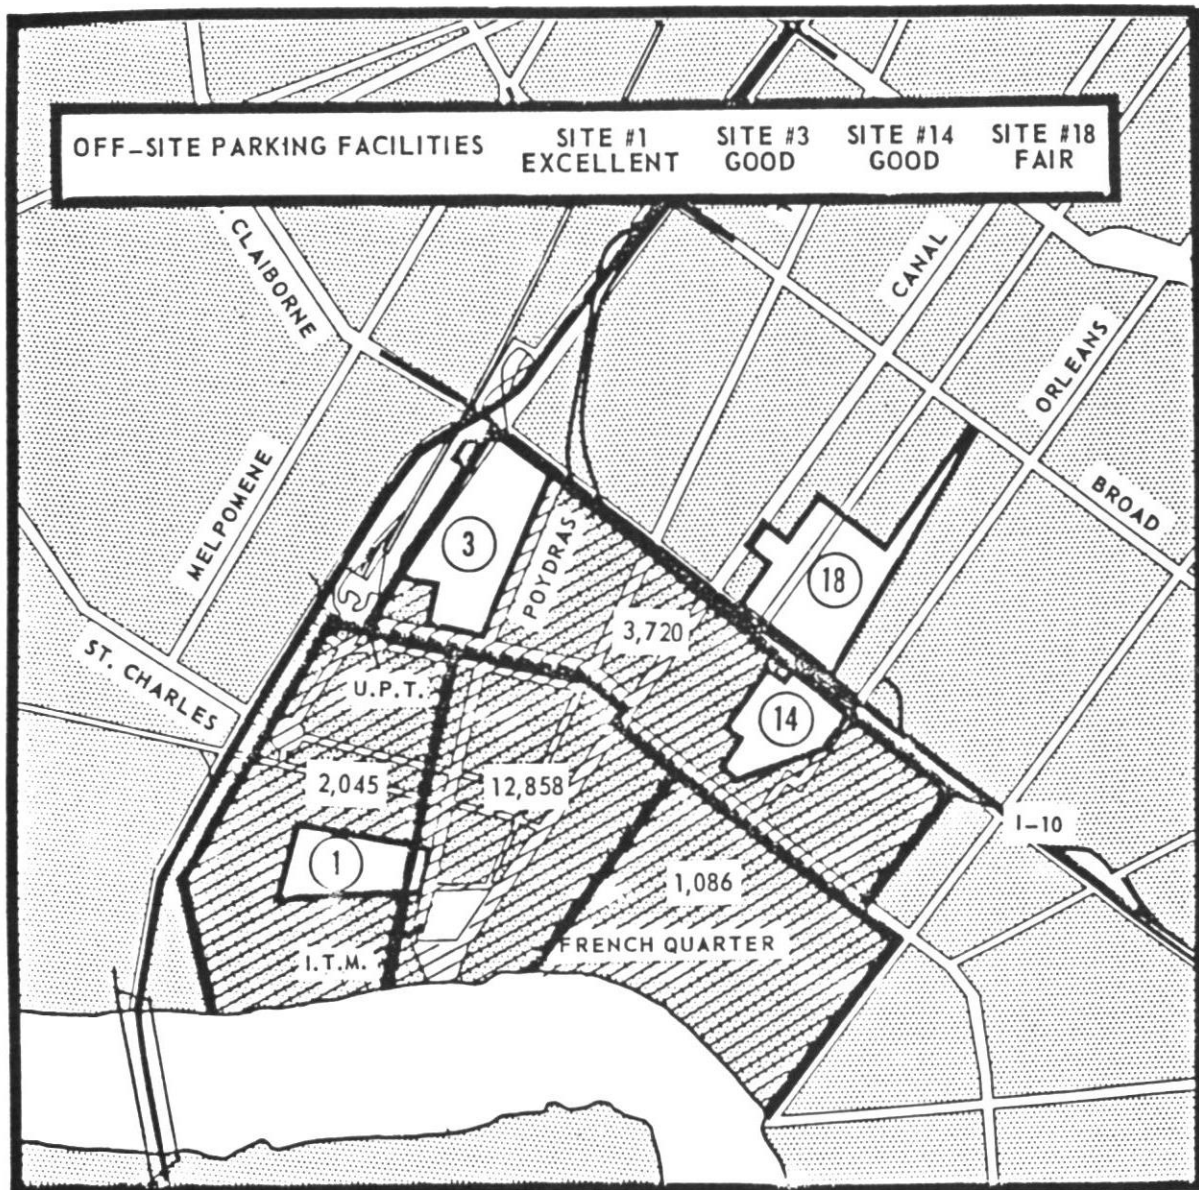 OFF-SITE PARKING FACILITIES
SITE #1 EXCELLENT
SITE #3 GOOD
SITE #14 GOOD
SITE #18 FAIR
CLAIBORNE
CANAL
ORLEANS
MELPOMENE
BROAD
3
POYDRAS
18
3,720
ST. CHARLES
U.P.T.
14
2,045
12,858
I-10
1
1,086
FRENCH QUARTER
I.T.M.